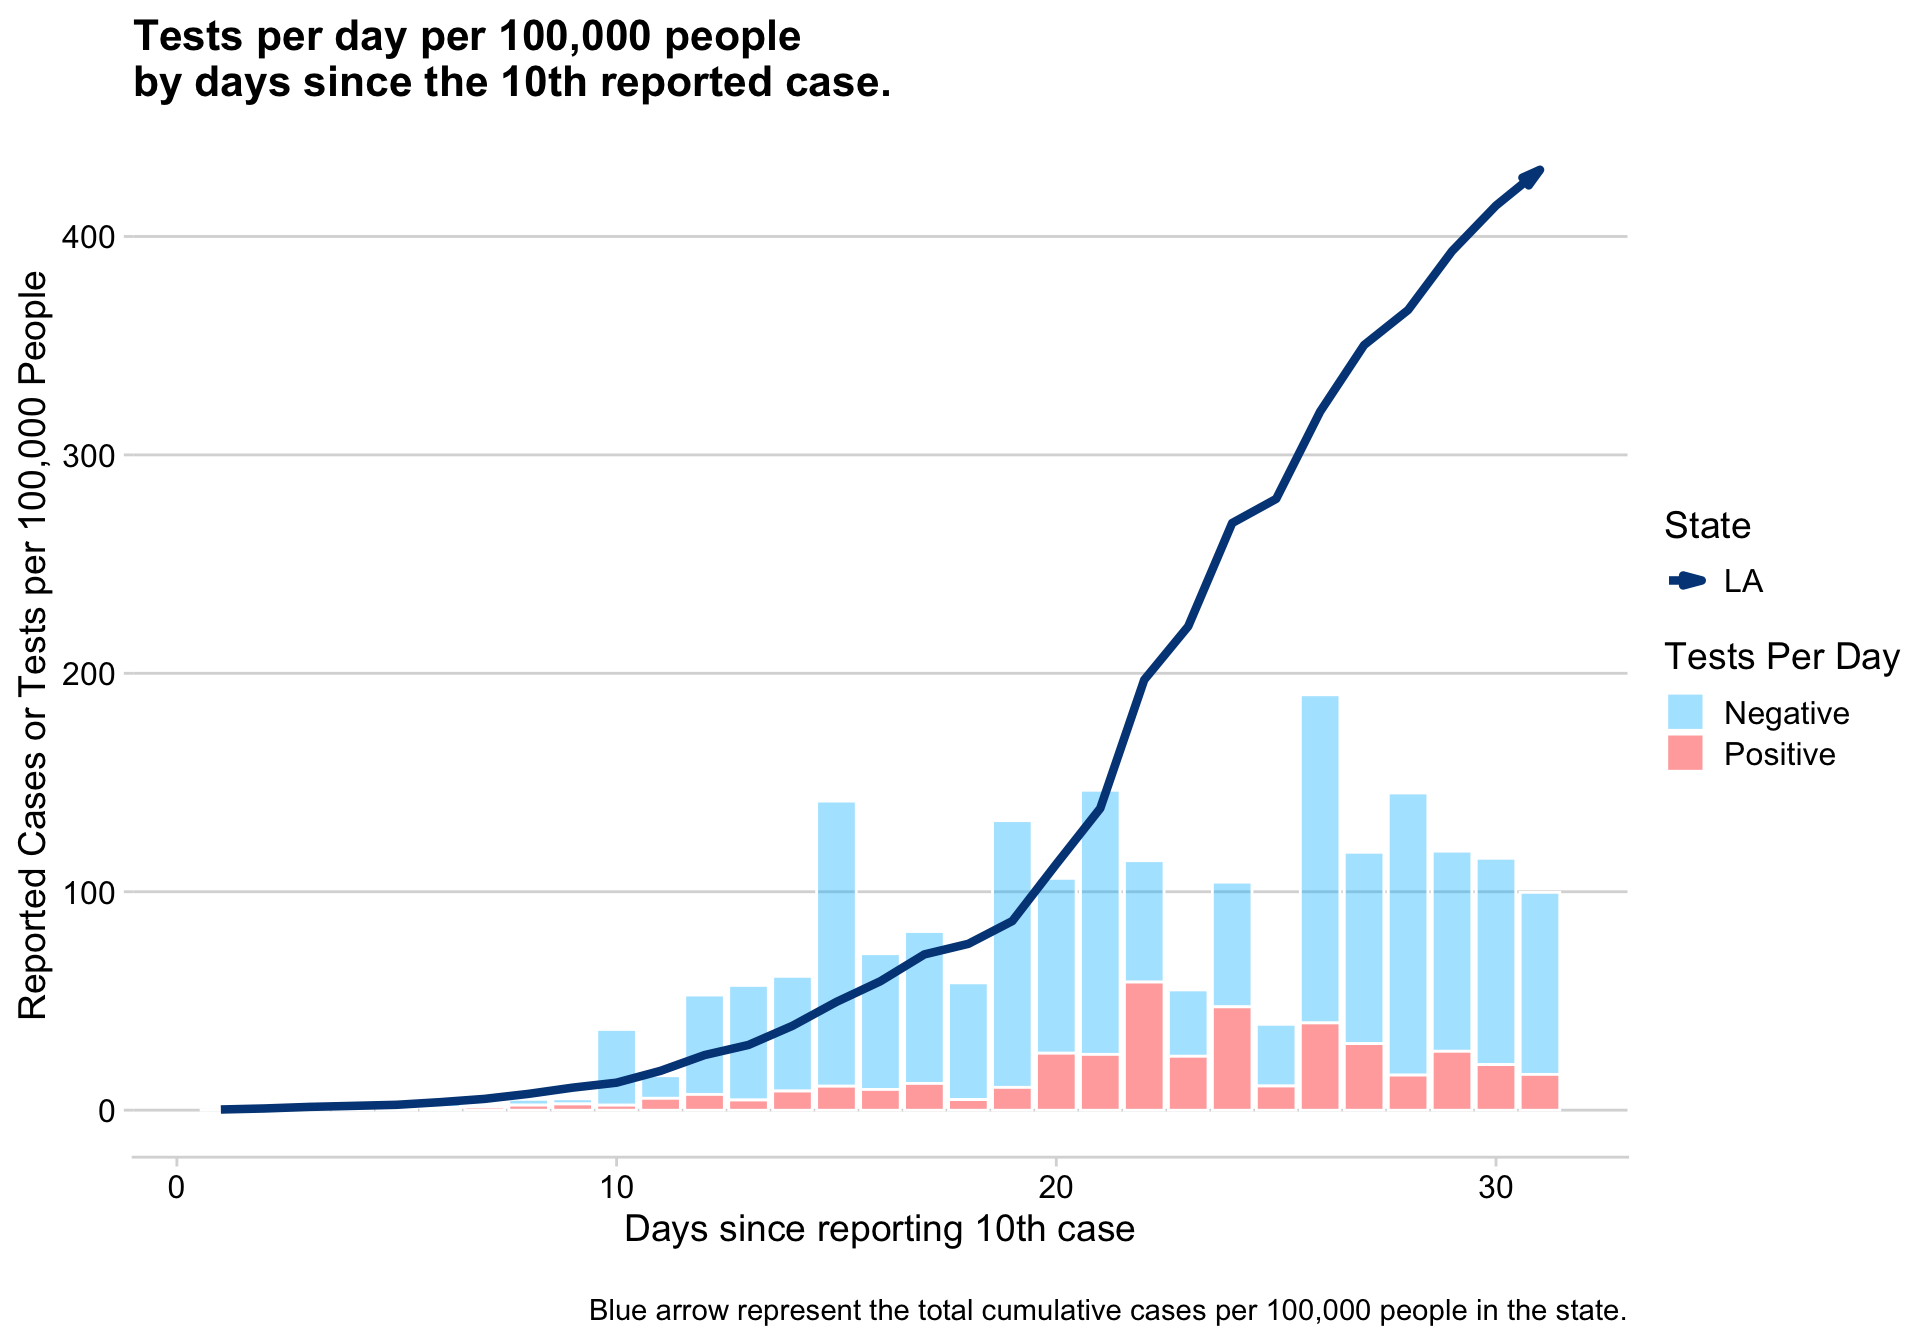 Tests per day per 100,000 people
by days since the 10th reported case.
Reported Cases or Tests per 100,000 People
400
300
200
100
0
0
10
20
30
Days since reporting 10th case
State
LA
Tests Per Day
Negative
Positive
Blue arrow represent the total cumulative cases per 100,000 people in the state.